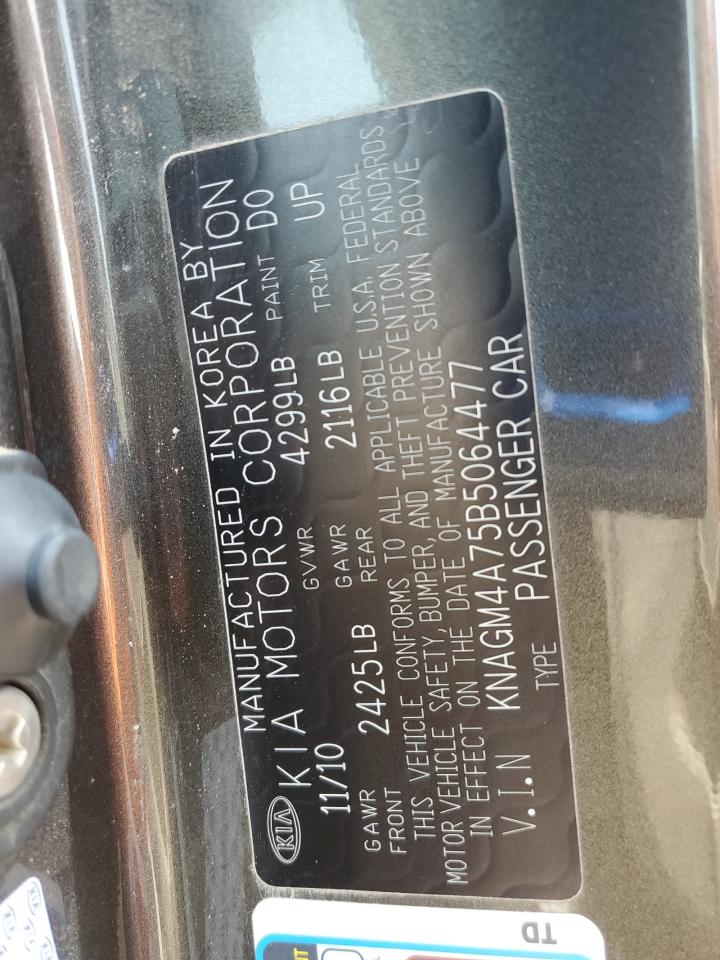 MANUFACTURED IN KOREA BY
KIA KIA MOTORS CORPORATION
11/10 GVWR 4299LB PAINT D0
GAWR FRONT 2425LB GAWR REAR 2116LB TRIM UP
THIS VEHICLE CONFORMS TO ALL APPLICABLE U.S.A. FEDERAL
MOTOR VEHICLE SAFETY, BUMPER, AND THEFT PREVENTION STANDARDS
IN EFFECT ON THE DATE OF MANUFACTURE SHOWN ABOVE
V.I.N KNAGM4A75B5064477
TYPE PASSENGER CAR
TD